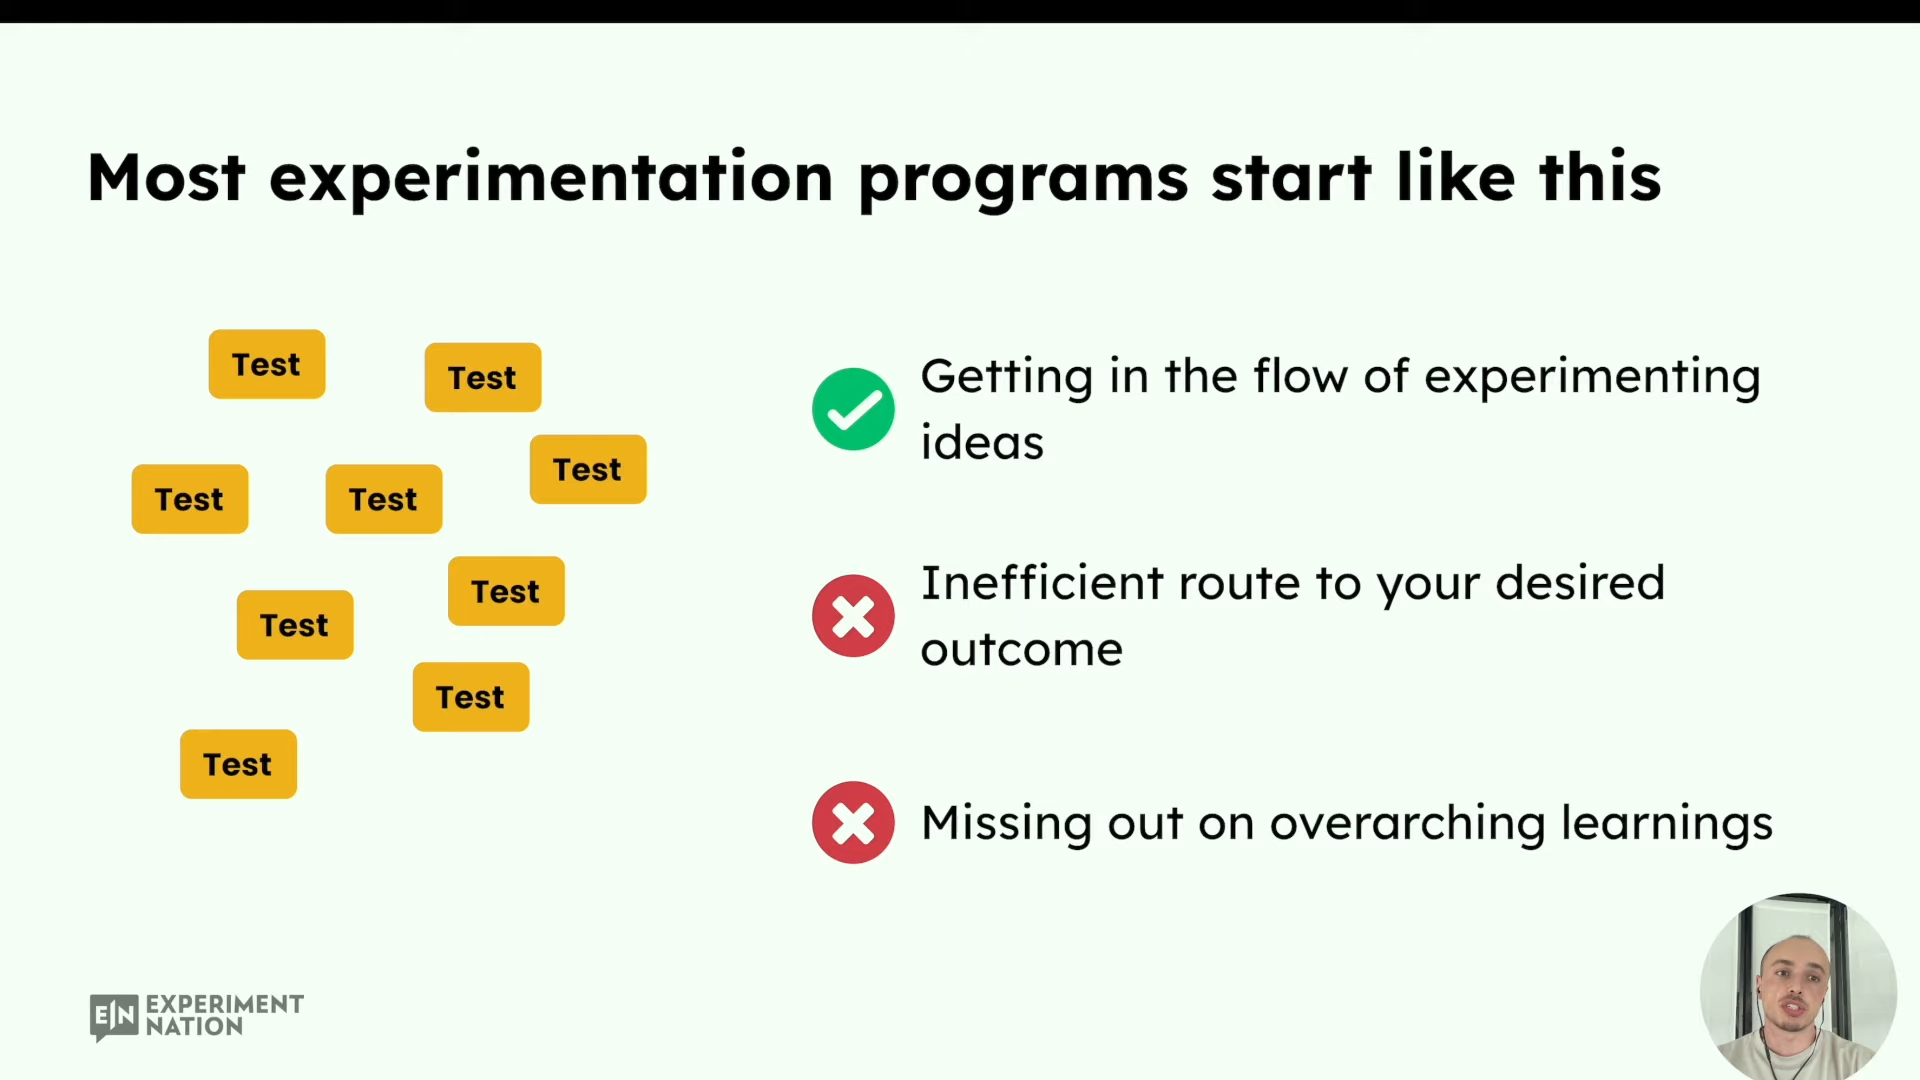 Most experimentation programs start like this
Test
Test
Test
Test
Test
Test
Test
Test
Test
Getting in the flow of experimenting
ideas
Inefficient route to your desired
outcome
Missing out on overarching learnings
EN EXPERIMENT
NATION